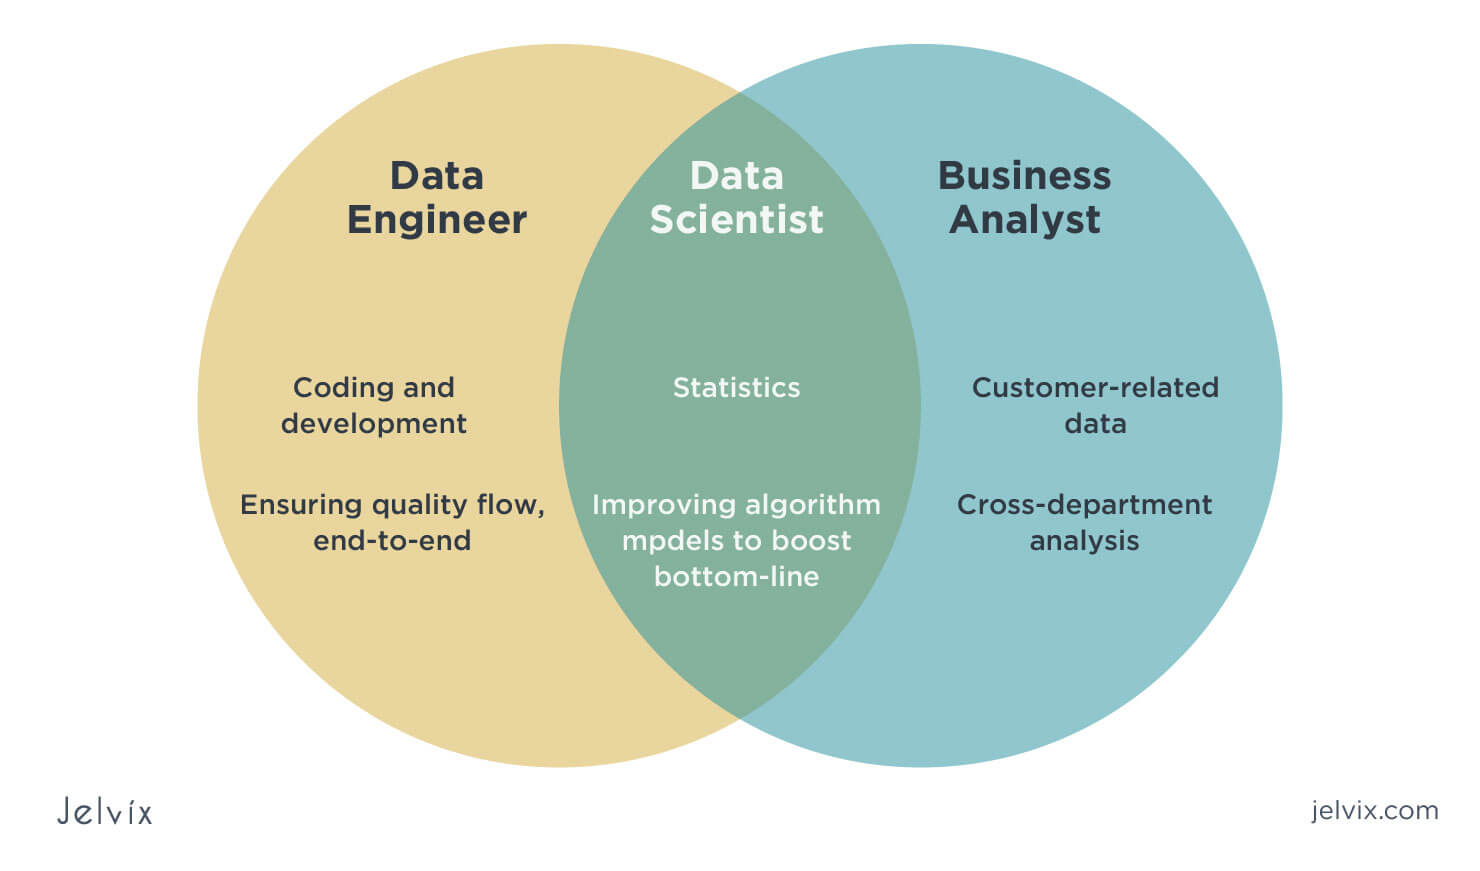 Data
Engineer
Data
Scientist
Business
Analyst
Coding and
development
Statistics
Customer-related
data
Ensuring quality flow,
end-to-end
Improving algorithm
mpdels to boost
bottom-line
Cross-department
analysis
Jelvíx
jelvix.com